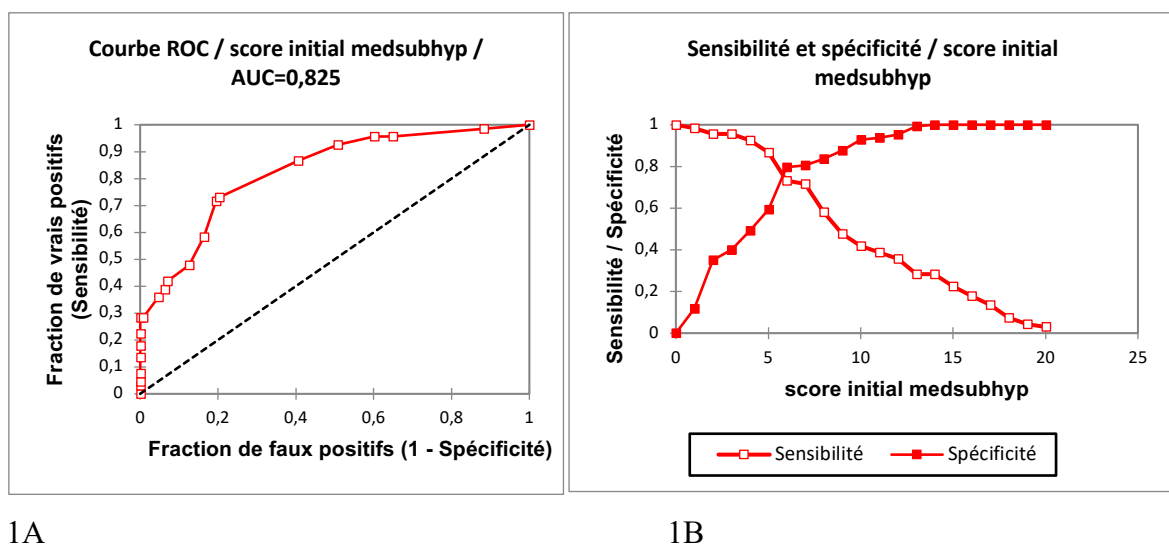 Courbe ROC / score initial medsubhyp /
AUC=0,825
Fraction de vrais positifs
(Sensibilité)
1
0,9
0,8
0,7
0,6
0,5
0,4
0,3
0,2
0,1
0
0 0,2 0,4 0,6 0,8 1
Fraction de faux positifs (1 - Spécificité)
Sensibilité et spécificité / score initial
medsubhyp
Sensibilité / Spécificité
1
0,8
0,6
0,4
0,2
0
0 5 10 15 20 25
score initial medsubhyp
Sensibilité Spécificité
1A 1B